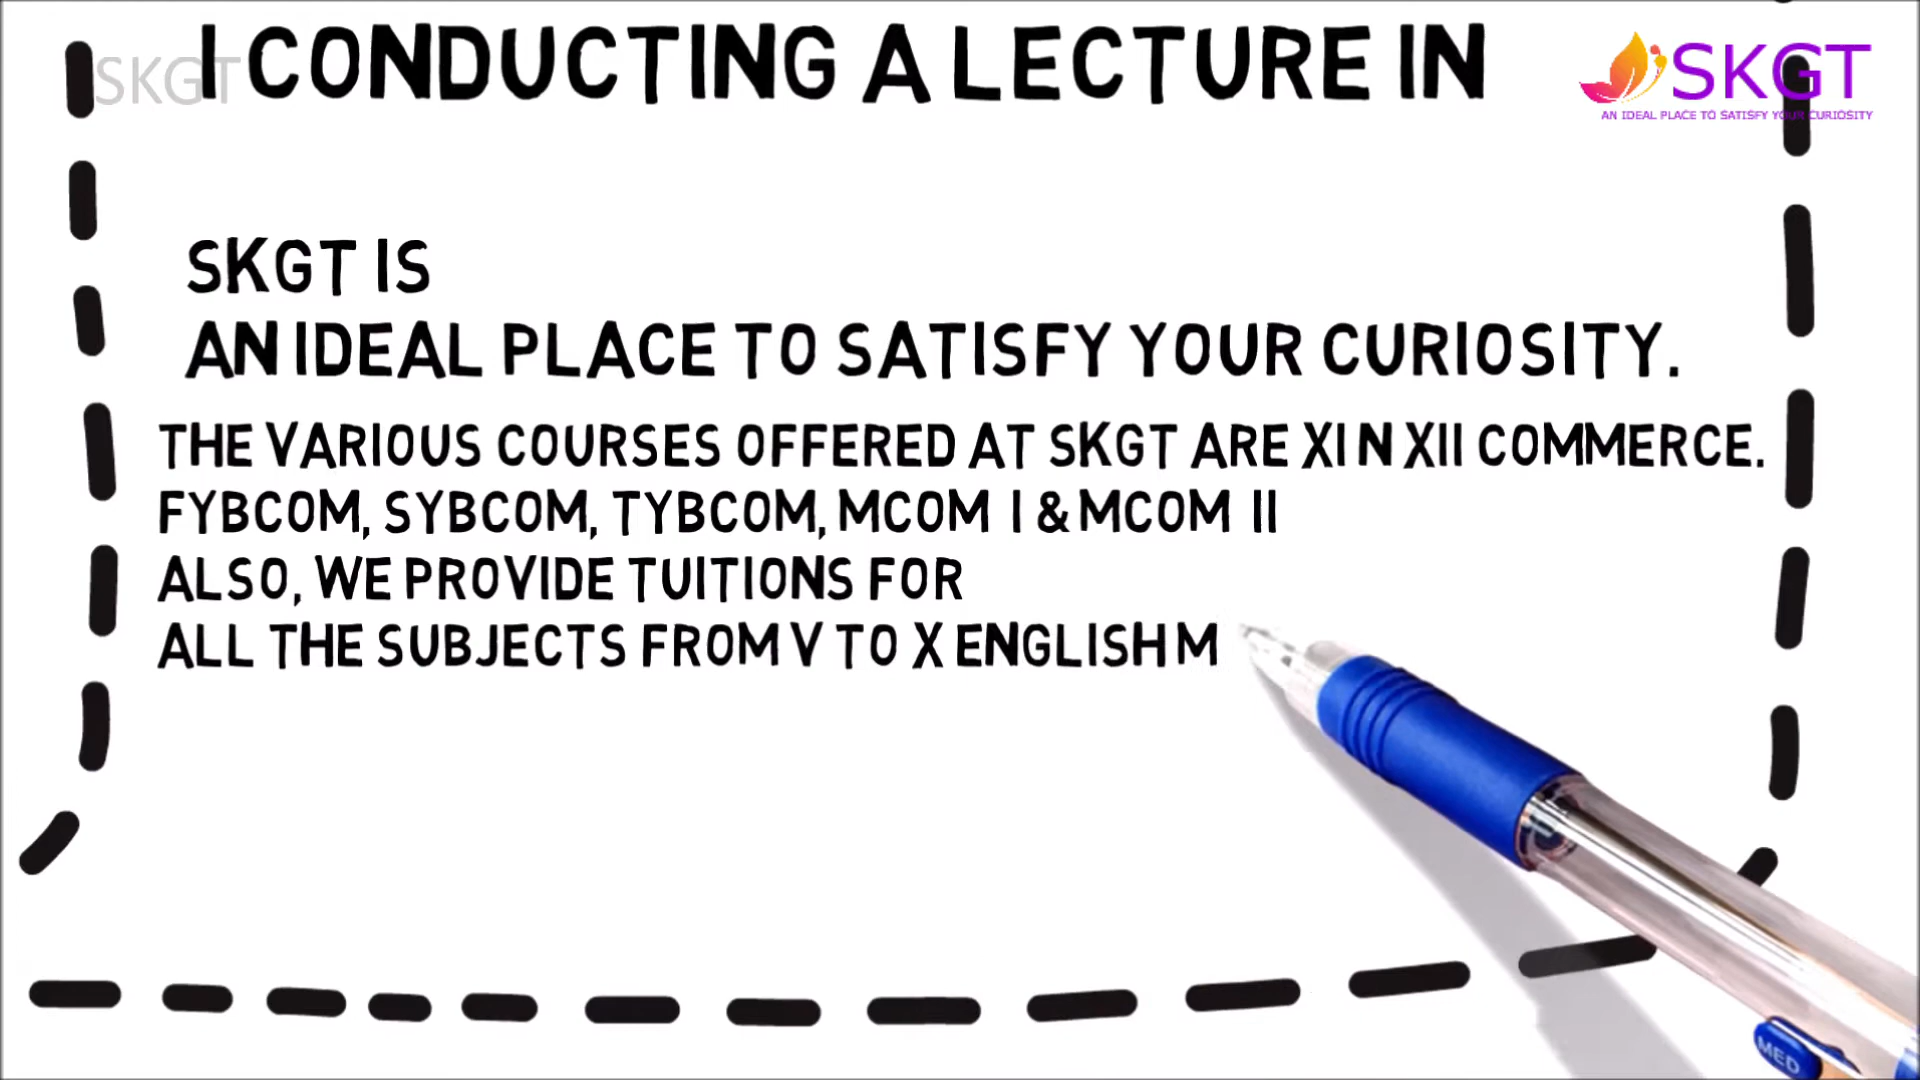 I CONDUCTING A LECTURE IN
SKGT
SKGT
AN IDEAL PLACE TO SATISFY YOUR CURIOSITY
SKGT IS
AN IDEAL PLACE TO SATISFY YOUR CURIOSITY.
THE VARIOUS COURSES OFFERED AT SKGT ARE XI N XII COMMERCE.
FYBCOM, SYBCOM, TYBCOM, MCOM I & MCOM II
ALSO, WE PROVIDE TUITIONS FOR
ALL THE SUBJECTS FROM V TO X ENGLISH M
MED